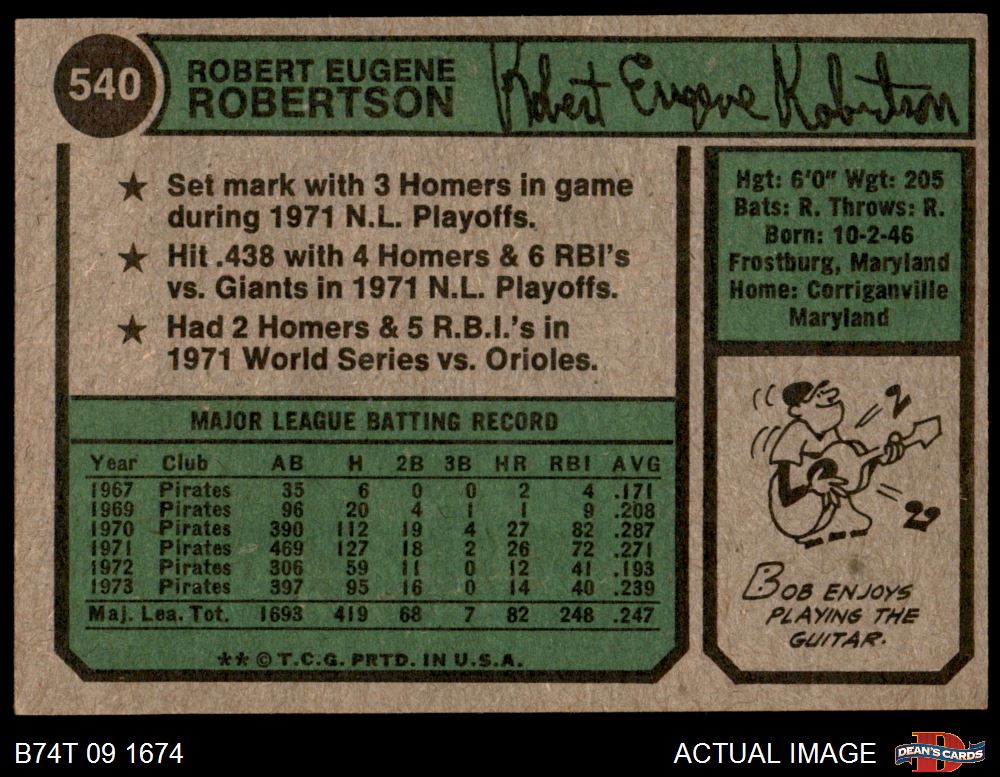 540
ROBERT EUGENE
ROBERTSON
Robert Eugene Robertson
★ Set mark with 3 Homers in game
during 1971 N.L. Playoffs.
★ Hit .438 with 4 Homers & 6 RBI's
vs. Giants in 1971 N.L. Playoffs.
★ Had 2 Homers & 5 R.B.I.'s in
1971 World Series vs. Orioles.
Hgt: 6'0" Wgt: 205
Bats: R. Throws: R.
Born: 10-2-46
Frostburg, Maryland
Home: Corriganville
Maryland
MAJOR LEAGUE BATTING RECORD
Year Club AB H 2B 3B HR RBI AVG
1967 Pirates 35 6 0 0 2 4 .171
1969 Pirates 96 20 4 1 1 9 .208
1970 Pirates 390 112 19 4 27 82 .287
1971 Pirates 469 127 18 2 26 72 .271
1972 Pirates 306 59 11 0 12 41 .193
1973 Pirates 397 95 16 0 14 40 .239
Maj. Lea. Tot. 1693 419 68 7 82 248 .247
** © T.C.G. PRTD. IN U.S.A.
BOB ENJOYS
PLAYING THE
GUITAR.
B74T 09 1674
ACTUAL IMAGE
DEAN'S CARDS